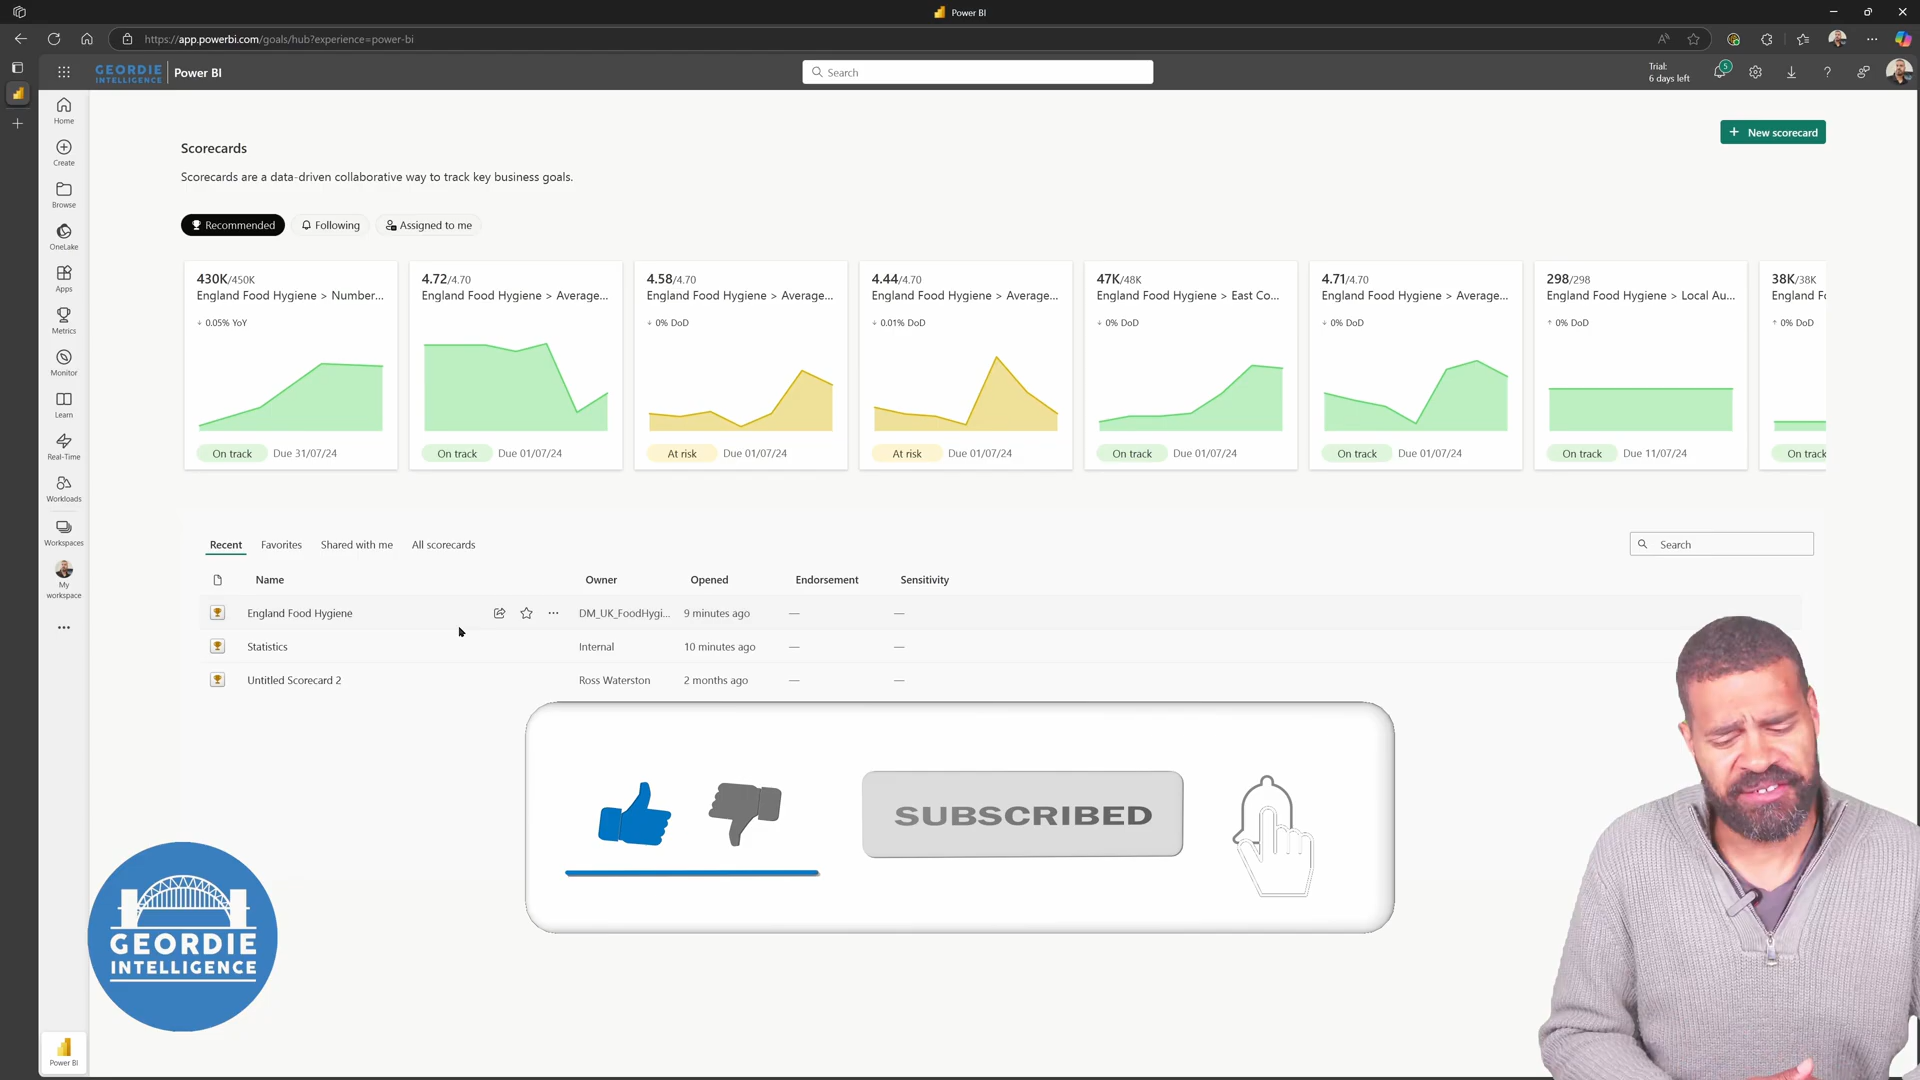 Power BI
https://app.powerbi.com/goals/hub?experience=power-bi
GEORDIE
INTELLIGENCE
Power BI
Search
Trial:
6 days left
5
Home
Create
Browse
OneLake
Apps
Metrics
Monitor
Learn
Real-Time
Workloads
Workspaces
My
workspace
Power BI
New scorecard
Scorecards
Scorecards are a data-driven collaborative way to track key business goals.
Recommended
Following
Assigned to me
430K/450K
England Food Hygiene > Number...
0.05% YoY
On track
Due 31/07/24
4.72/4.70
England Food Hygiene > Average...
On track
Due 01/07/24
4.58/4.70
England Food Hygiene > Average...
0% DoD
At risk
Due 01/07/24
4.44/4.70
England Food Hygiene > Average...
0.01% DoD
At risk
Due 01/07/24
47K/48K
England Food Hygiene > East Co...
0% DoD
On track
Due 01/07/24
4.71/4.70
England Food Hygiene > Average...
0% DoD
On track
Due 01/07/24
298/298
England Food Hygiene > Local Au...
0% DoD
On track
Due 11/07/24
38K/38K
England Fo
0% DoD
On track
Recent
Favorites
Shared with me
All scorecards
Search
Name
Owner
Opened
Endorsement
Sensitivity
England Food Hygiene
DM_UK_FoodHygi...
9 minutes ago
—
—
Statistics
Internal
10 minutes ago
—
—
Untitled Scorecard 2
Ross Waterston
2 months ago
—
—
SUBSCRIBED
GEORDIE
INTELLIGENCE